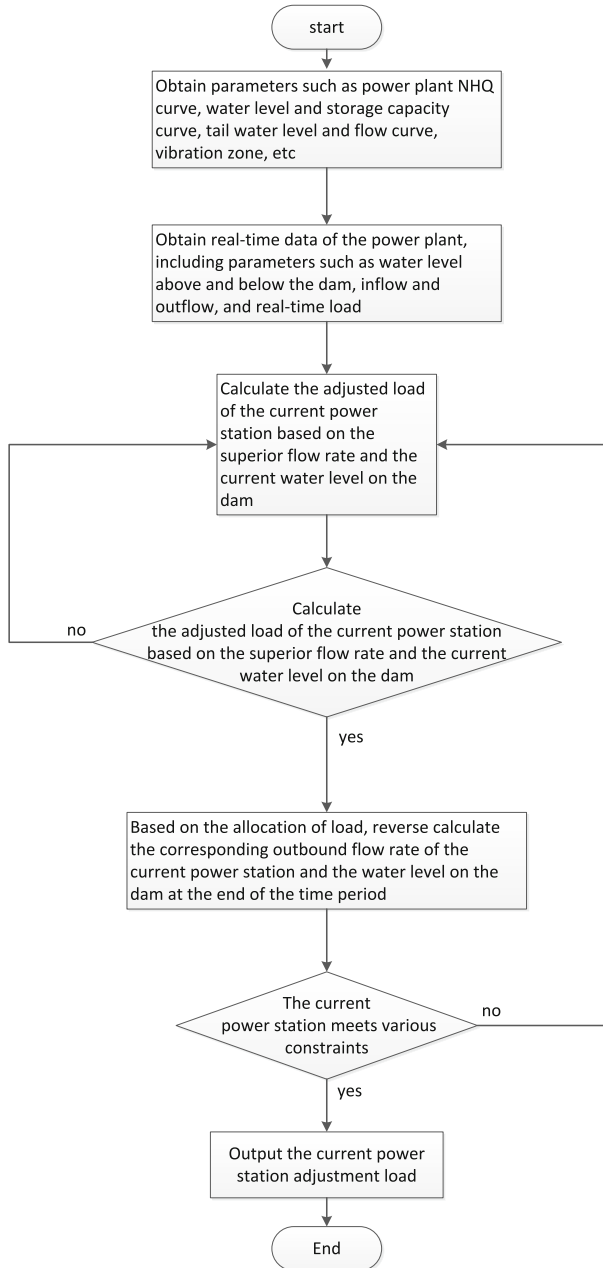 start
Obtain parameters such as power plant NHQ
curve, water level and storage capacity
curve, tail water level and flow curve,
vibration zone, etc
Obtain real-time data of the power plant,
including parameters such as water level
above and below the dam, inflow and
outflow, and real-time load
Calculate the adjusted load
of the current power
station based on the
superior flow rate and the
current water level on the
dam
Calculate
the adjusted load of the current power station
based on the superior flow rate and the current
water level on the dam
no
yes
Based on the allocation of load, reverse calculate
the corresponding outbound flow rate of the
current power station and the water level on the
dam at the end of the time period
The current
power station meets various
constraints
no
yes
Output the current power
station adjustment load
End